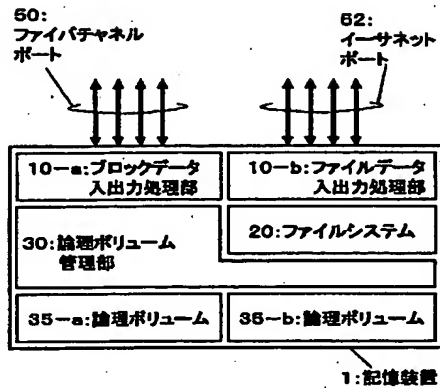 50:
ファイバチャネル
ポート
52:
イーサネット
ポート
10-a:ブロックデータ
入出力処理部
10-b:ファイルデータ
入出力処理部
30:論理ボリューム
管理部
20:ファイルシステム
35-a:論理ボリューム
35-b:論理ボリューム
1:記憶装置